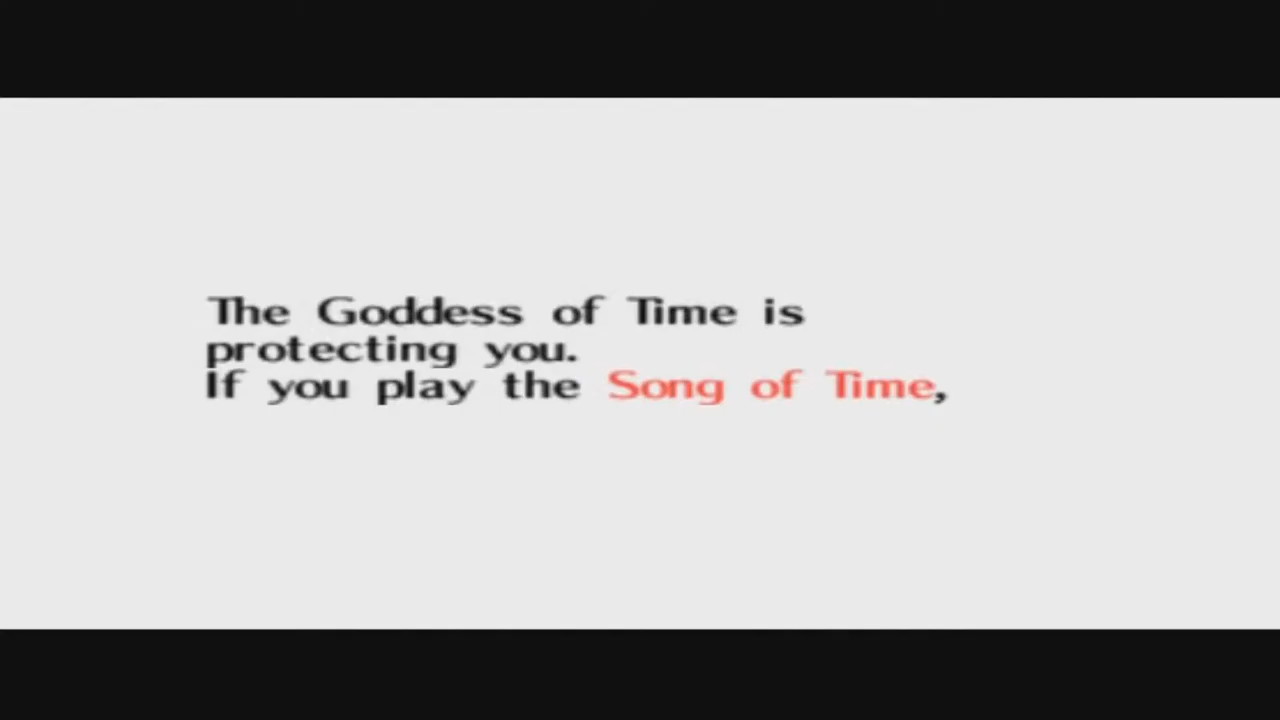 The Goddess of Time is
protecting you.
If you play the Song of Time,